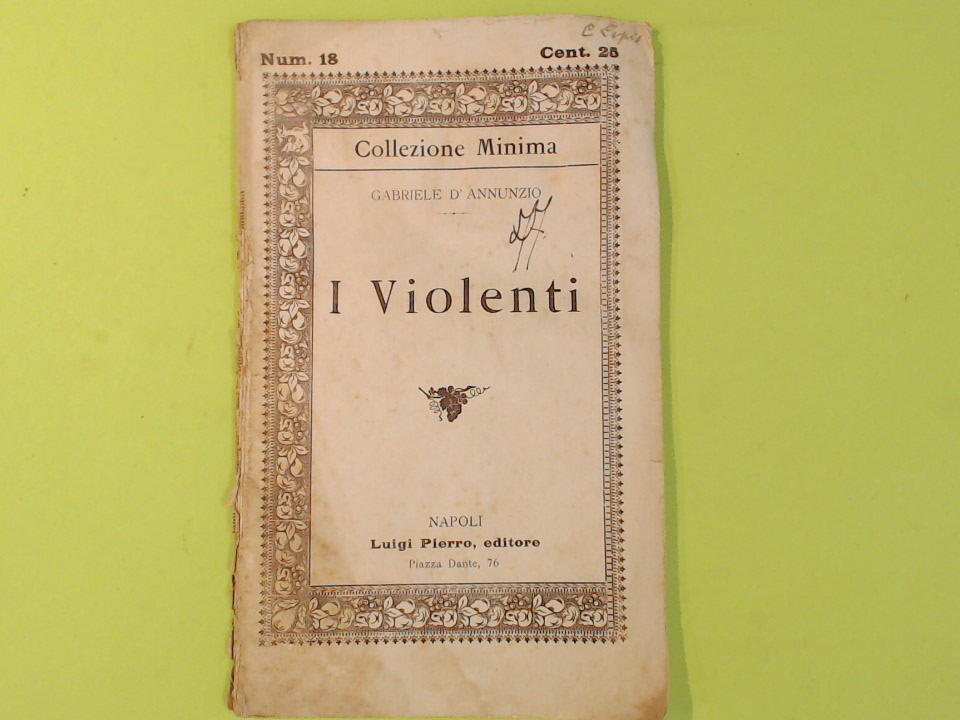 Num. 18 Cent. 25
Collezione Minima
GABRIELE D' ANNUNZIO
I Violenti
NAPOLI
Luigi Pierro, editore
Piazza Dante, 76